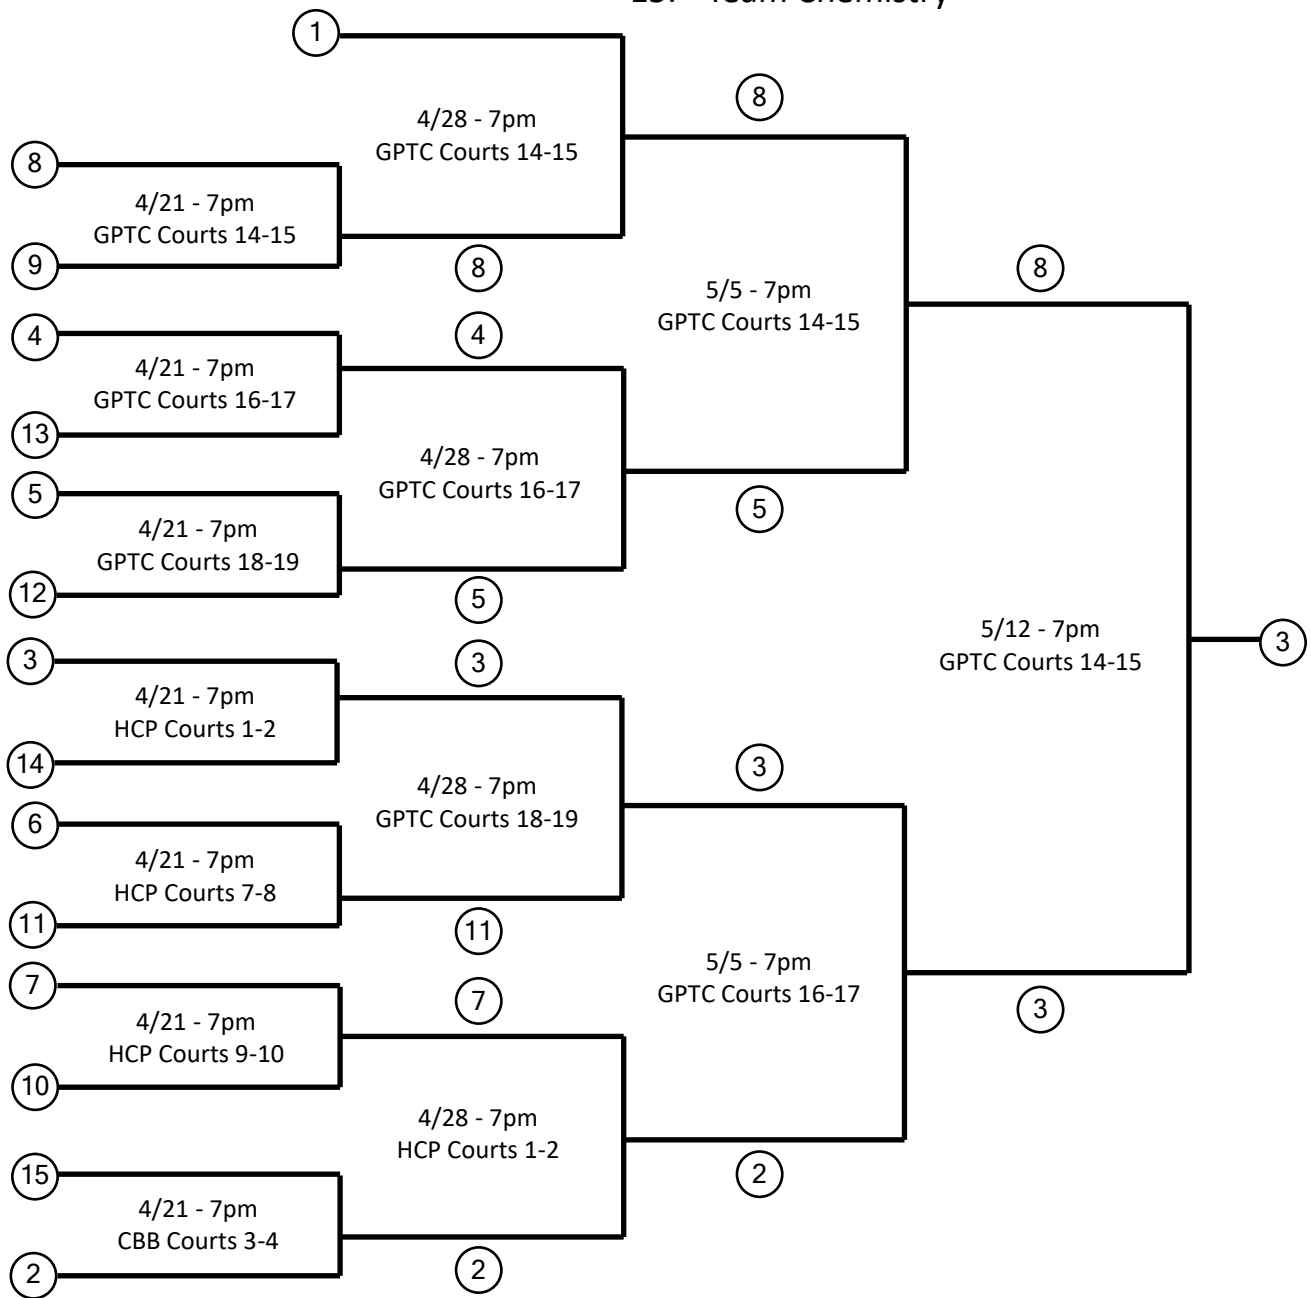 15. Team Chemistry
1
4/28 - 7pm
GPTC Courts 14-15
8
8
4/21 - 7pm
GPTC Courts 14-15
9
8
8
5/5 - 7pm
GPTC Courts 14-15
4
4
4/21 - 7pm
GPTC Courts 16-17
13
4/28 - 7pm
GPTC Courts 16-17
5
5
4/21 - 7pm
GPTC Courts 18-19
12
5
5/12 - 7pm
GPTC Courts 14-15
3
3
3
4/21 - 7pm
HCP Courts 1-2
14
4/28 - 7pm
GPTC Courts 18-19
3
6
4/21 - 7pm
HCP Courts 7-8
11
11
5/5 - 7pm
GPTC Courts 16-17
3
7
7
4/21 - 7pm
HCP Courts 9-10
10
4/28 - 7pm
HCP Courts 1-2
2
15
4/21 - 7pm
CBB Courts 3-4
2
2